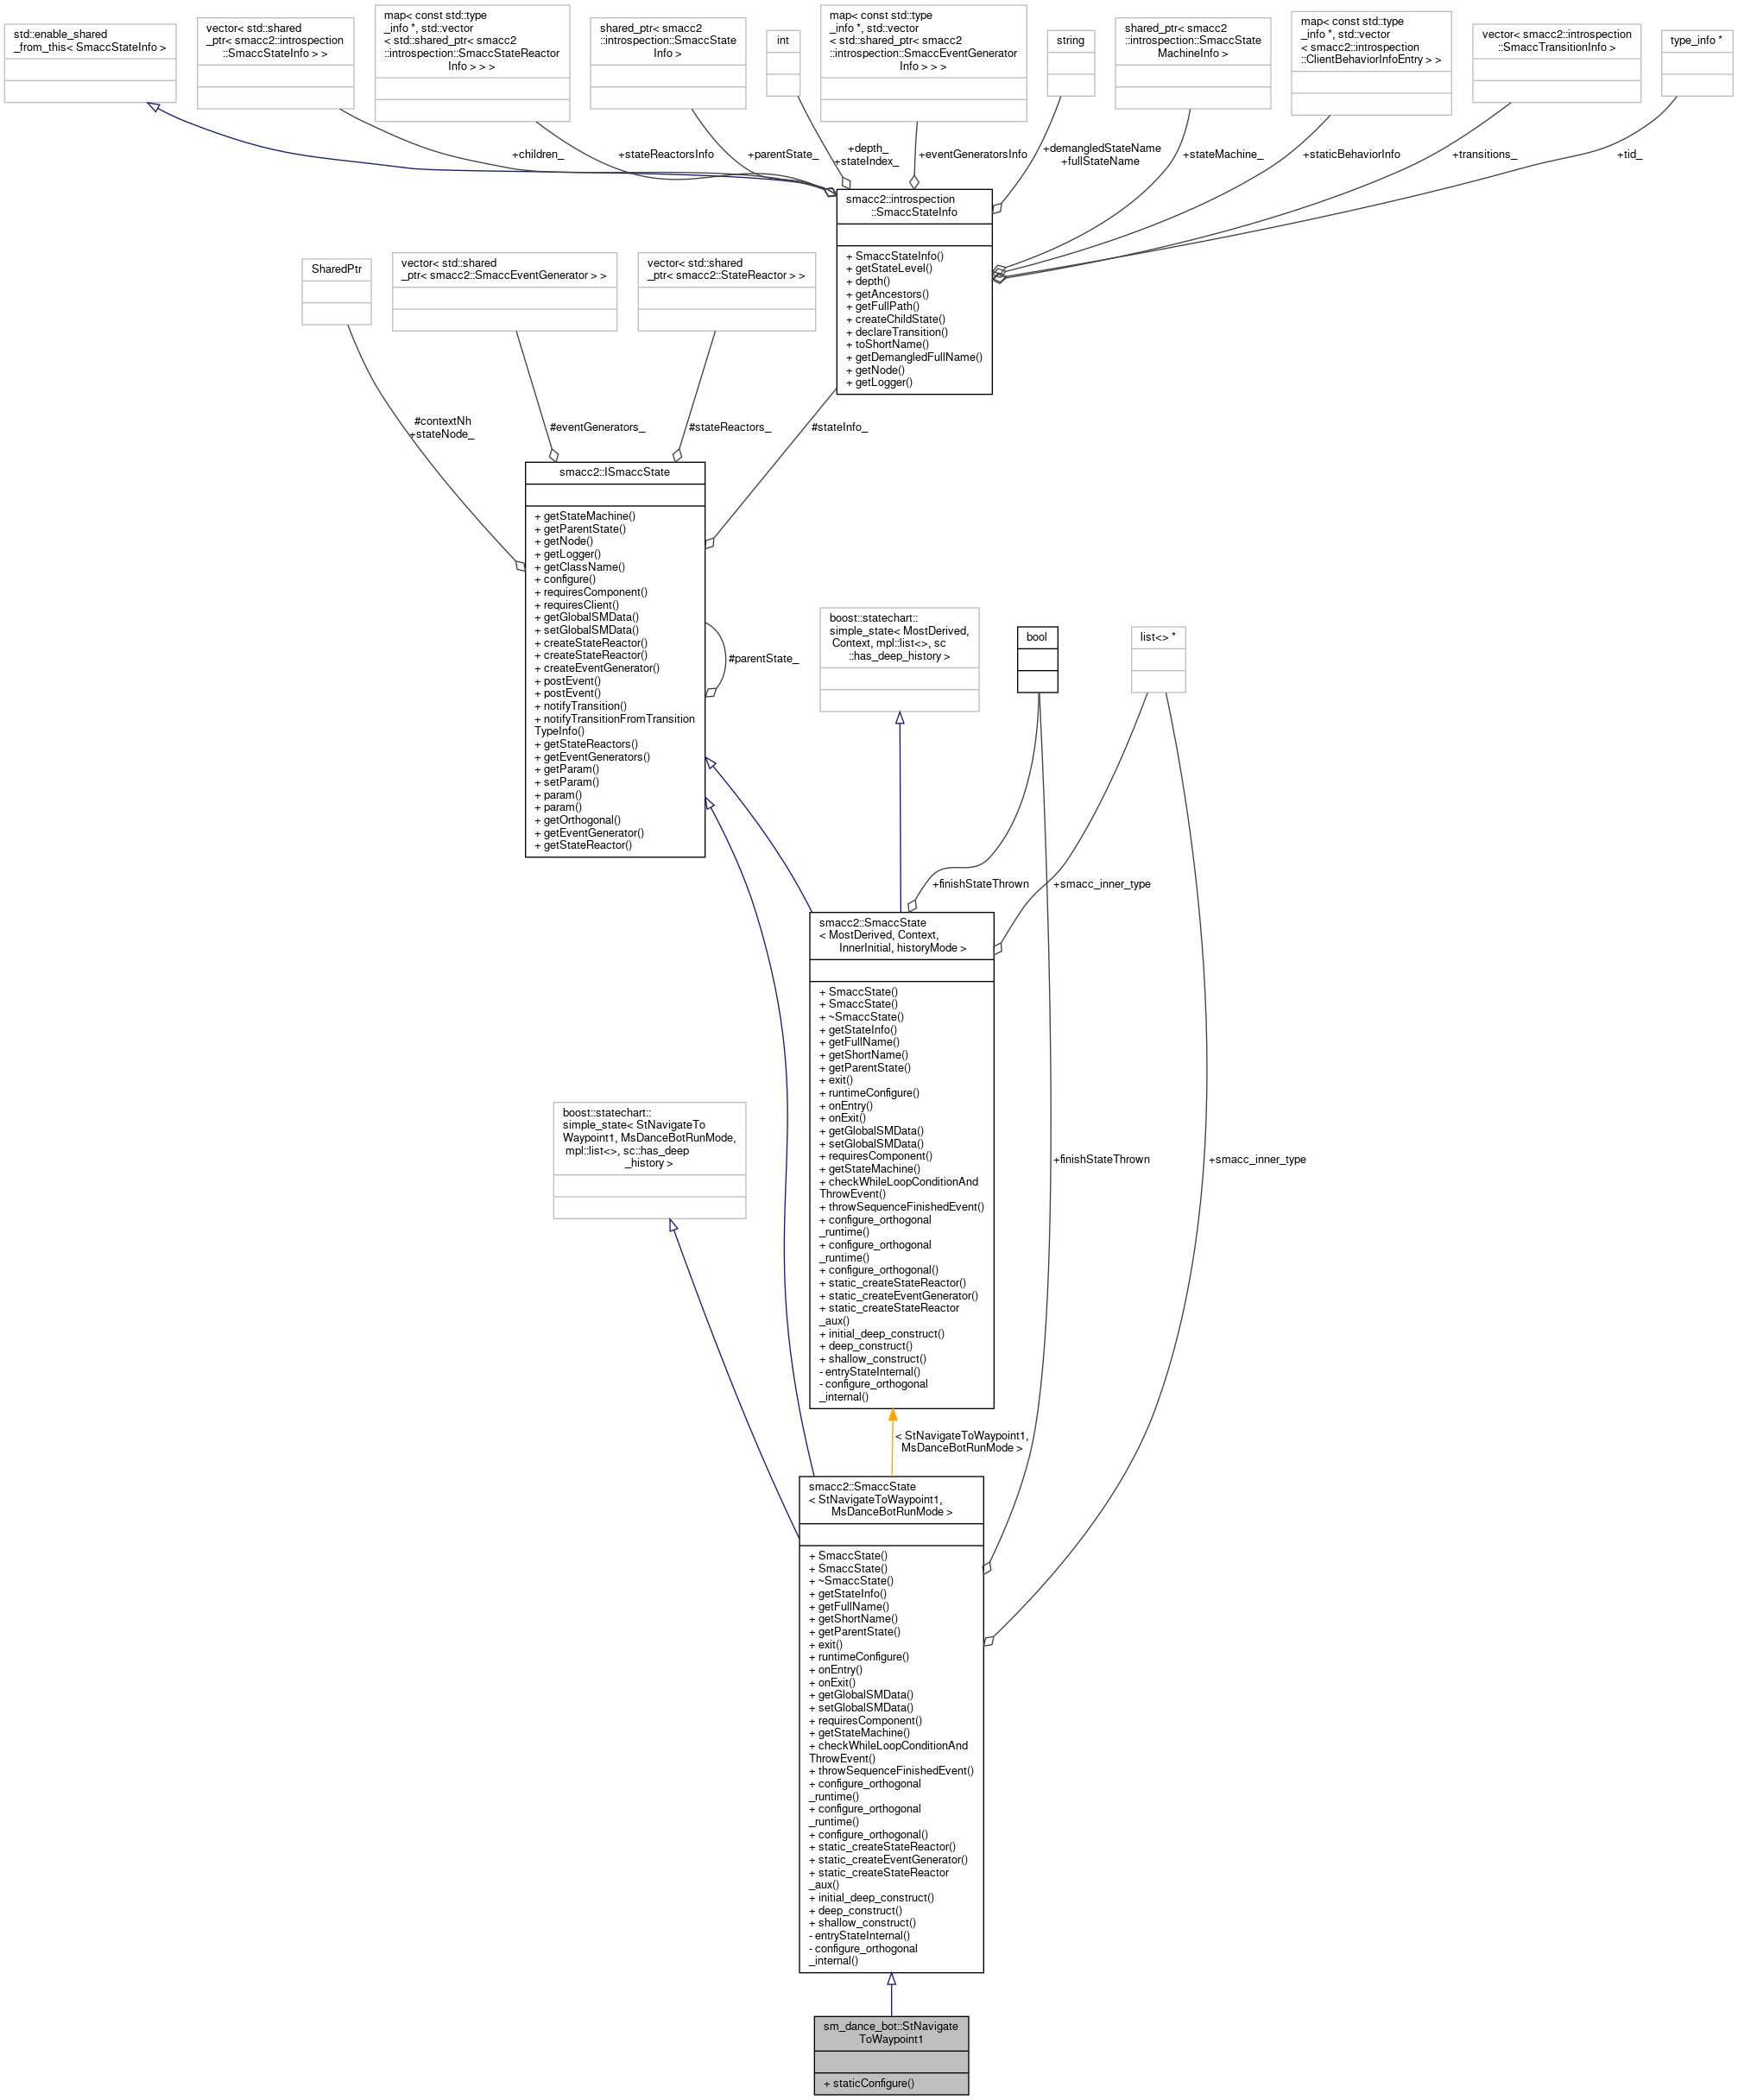 std::enable_shared
_from_this< SmaccStateInfo >
vector< std::shared
_ptr< smacc2::introspection
::SmaccStateInfo > >
map< const std::type
_info *, std::vector
< std::shared_ptr< smacc2
::introspection::SmaccStateReactor
Info > > >
shared_ptr< smacc2
::introspection::SmaccState
Info >
int
map< const std::type
_info *, std::vector
< std::shared_ptr< smacc2
::introspection::SmaccEventGenerator
Info > > >
string
shared_ptr< smacc2
::introspection::SmaccState
MachineInfo >
map< const std::type
_info *, std::vector
< smacc2::introspection
::ClientBehaviorInfoEntry > >
vector< smacc2::introspection
::SmaccTransitionInfo >
type_info *
+children_
+stateReactorsInfo
+parentState_
+depth_
+stateIndex_
+eventGeneratorsInfo
+demangledStateName
+fullStateName
+stateMachine_
+staticBehaviorInfo
+transitions_
+tid_
smacc2::introspection
::SmaccStateInfo
+ SmaccStateInfo()
+ getStateLevel()
+ depth()
+ getAncestors()
+ getFullPath()
+ createChildState()
+ declareTransition()
+ toShortName()
+ getDemangledFullName()
+ getNode()
+ getLogger()
SharedPtr
vector< std::shared
_ptr< smacc2::SmaccEventGenerator > >
vector< std::shared
_ptr< smacc2::StateReactor > >
#contextNh
+stateNode_
#eventGenerators_
#stateReactors_
#stateInfo_
smacc2::ISmaccState
+ getStateMachine()
+ getParentState()
+ getNode()
+ getLogger()
+ getClassName()
+ configure()
+ requiresComponent()
+ requiresClient()
+ getGlobalSMData()
+ setGlobalSMData()
+ createStateReactor()
+ createStateReactor()
+ createEventGenerator()
+ postEvent()
+ postEvent()
+ notifyTransition()
+ notifyTransitionFromTransition
TypeInfo()
+ getStateReactors()
+ getEventGenerators()
+ getParam()
+ setParam()
+ param()
+ param()
+ getOrthogonal()
+ getEventGenerator()
+ getStateReactor()
#parentState_
boost::statechart::
simple_state< MostDerived,
Context, mpl::list<>, sc
::has_deep_history >
bool
list<> *
+finishStateThrown
+smacc_inner_type
smacc2::SmaccState
< MostDerived, Context,
InnerInitial, historyMode >
+ SmaccState()
+ SmaccState()
+ ~SmaccState()
+ getStateInfo()
+ getFullName()
+ getShortName()
+ getParentState()
+ exit()
+ runtimeConfigure()
+ onEntry()
+ onExit()
+ getGlobalSMData()
+ setGlobalSMData()
+ requiresComponent()
+ getStateMachine()
+ checkWhileLoopConditionAnd
ThrowEvent()
+ throwSequenceFinishedEvent()
+ configure_orthogonal
_runtime()
+ configure_orthogonal
_runtime()
+ configure_orthogonal()
+ static_createStateReactor()
+ static_createEventGenerator()
+ static_createStateReactor
_aux()
+ initial_deep_construct()
+ deep_construct()
+ shallow_construct()
- entryStateInternal()
- configure_orthogonal
_internal()
boost::statechart::
simple_state< StNavigateTo
Waypoint1, MsDanceBotRunMode,
mpl::list<>, sc::has_deep
_history >
+finishStateThrown
+smacc_inner_type
< StNavigateToWaypoint1,
MsDanceBotRunMode >
smacc2::SmaccState
< StNavigateToWaypoint1,
MsDanceBotRunMode >
+ SmaccState()
+ SmaccState()
+ ~SmaccState()
+ getStateInfo()
+ getFullName()
+ getShortName()
+ getParentState()
+ exit()
+ runtimeConfigure()
+ onEntry()
+ onExit()
+ getGlobalSMData()
+ setGlobalSMData()
+ requiresComponent()
+ getStateMachine()
+ checkWhileLoopConditionAnd
ThrowEvent()
+ throwSequenceFinishedEvent()
+ configure_orthogonal
_runtime()
+ configure_orthogonal
_runtime()
+ configure_orthogonal()
+ static_createStateReactor()
+ static_createEventGenerator()
+ static_createStateReactor
_aux()
+ initial_deep_construct()
+ deep_construct()
+ shallow_construct()
- entryStateInternal()
- configure_orthogonal
_internal()
sm_dance_bot::StNavigate
ToWaypoint1
+ staticConfigure()